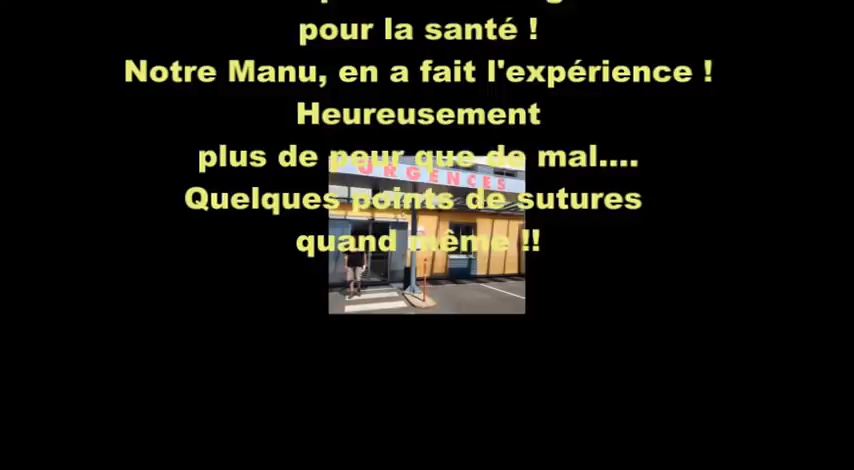 pour la santé !
Notre Manu, en a fait l'expérience !
Heureusement
plus de peur que de mal....
Quelques points de sutures
quand même !!
URGENCES